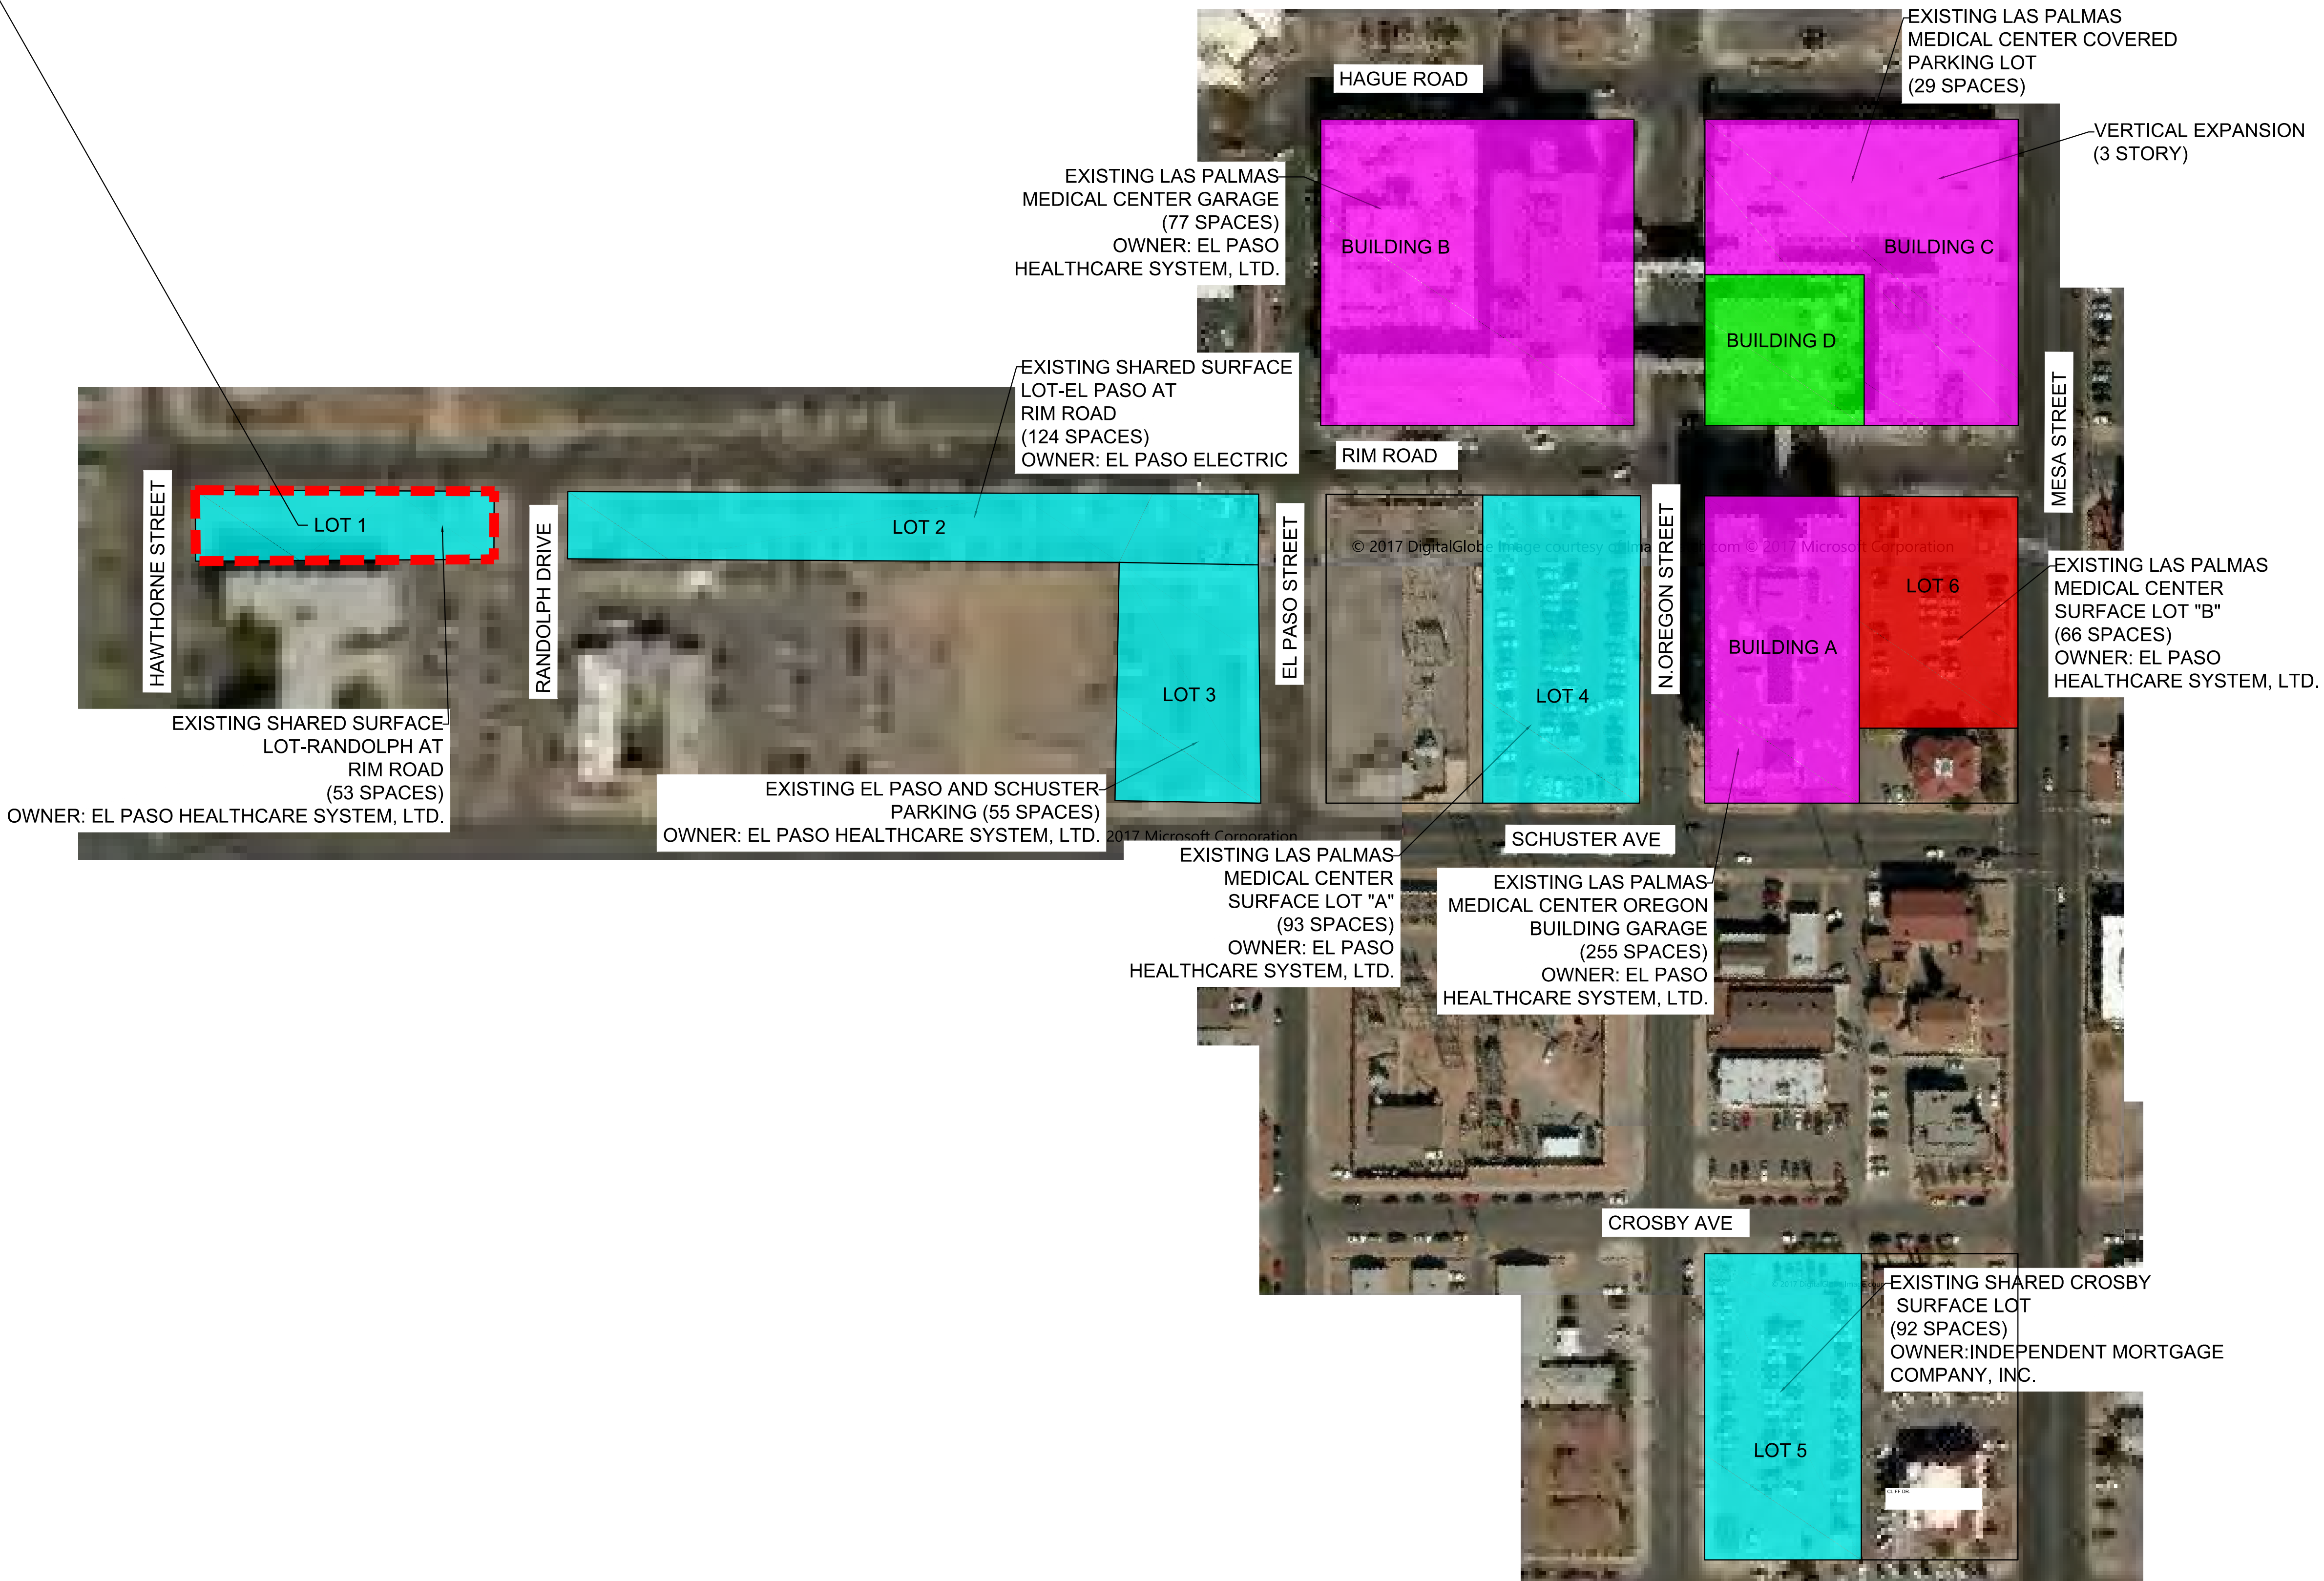 EXISTING LAS PALMAS
MEDICAL CENTER COVERED
PARKING LOT
(29 SPACES)
HAGUE ROAD
VERTICAL EXPANSION
(3 STORY)
EXISTING LAS PALMAS
MEDICAL CENTER GARAGE
(77 SPACES)
OWNER: EL PASO
HEALTHCARE SYSTEM, LTD.
BUILDING B
BUILDING C
BUILDING D
EXISTING SHARED SURFACE
LOT-EL PASO AT
RIM ROAD
(124 SPACES)
OWNER: EL PASO ELECTRIC
RIM ROAD
MESA STREET
HAWTHORNE STREET
LOT 1
RANDOLPH DRIVE
LOT 2
EL PASO STREET
N.OREGON STREET
© 2017 DigitalGlobe Image courtesy of
.com © 2017 Microsoft Corporation
LOT 6
EXISTING LAS PALMAS
MEDICAL CENTER
SURFACE LOT "B"
(66 SPACES)
OWNER: EL PASO
HEALTHCARE SYSTEM, LTD.
BUILDING A
LOT 3
LOT 4
EXISTING SHARED SURFACE
LOT-RANDOLPH AT
RIM ROAD
(53 SPACES)
OWNER: EL PASO HEALTHCARE SYSTEM, LTD.
EXISTING EL PASO AND SCHUSTER
PARKING (55 SPACES)
OWNER: EL PASO HEALTHCARE SYSTEM, LTD.
2017 Microsoft Corporation
SCHUSTER AVE
EXISTING LAS PALMAS
MEDICAL CENTER
SURFACE LOT "A"
(93 SPACES)
OWNER: EL PASO
HEALTHCARE SYSTEM, LTD.
EXISTING LAS PALMAS
MEDICAL CENTER OREGON
BUILDING GARAGE
(255 SPACES)
OWNER: EL PASO
HEALTHCARE SYSTEM, LTD.
CROSBY AVE
EXISTING SHARED CROSBY
SURFACE LOT
(92 SPACES)
OWNER:INDEPENDENT MORTGAGE
COMPANY, INC.
LOT 5
CLIFF DR.